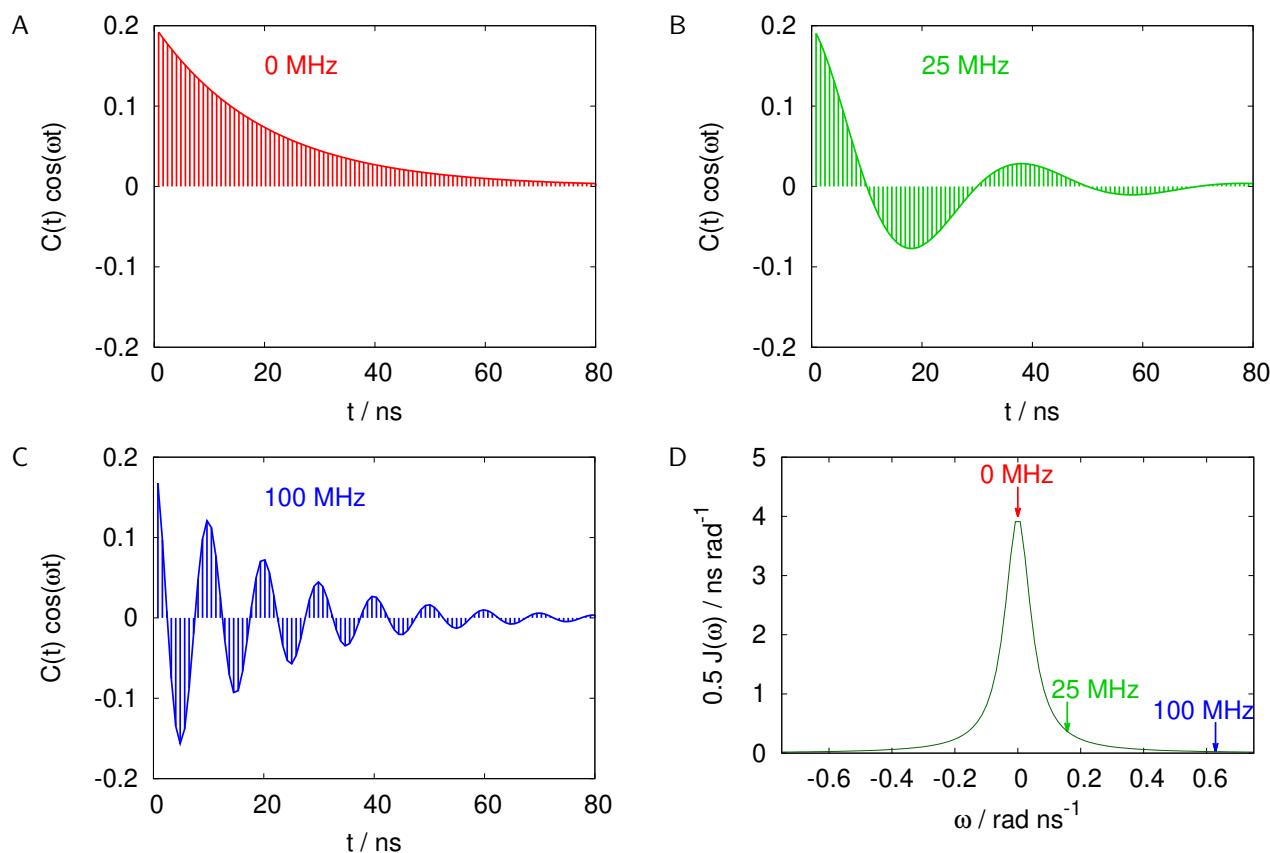 A
0.2
0.1
0
-0.1
-0.2
C(t) cos(ωt)
0 MHz
0 20 40 60 80
t / ns
B
0.2
0.1
0
-0.1
-0.2
C(t) cos(ωt)
25 MHz
0 20 40 60 80
t / ns
C
0.2
0.1
0
-0.1
-0.2
C(t) cos(ωt)
100 MHz
0 20 40 60 80
t / ns
D
5
4
3
2
1
0
0.5 J(ω) / ns rad⁻¹
0 MHz
25 MHz
100 MHz
-0.6 -0.4 -0.2 0 0.2 0.4 0.6
ω / rad ns⁻¹